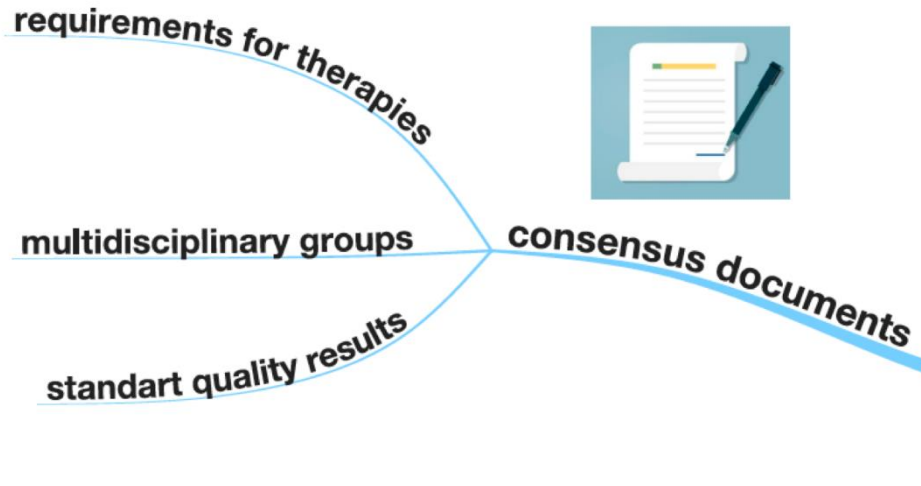 requirements for therapies
multidisciplinary groups
standart quality results
consensus documents